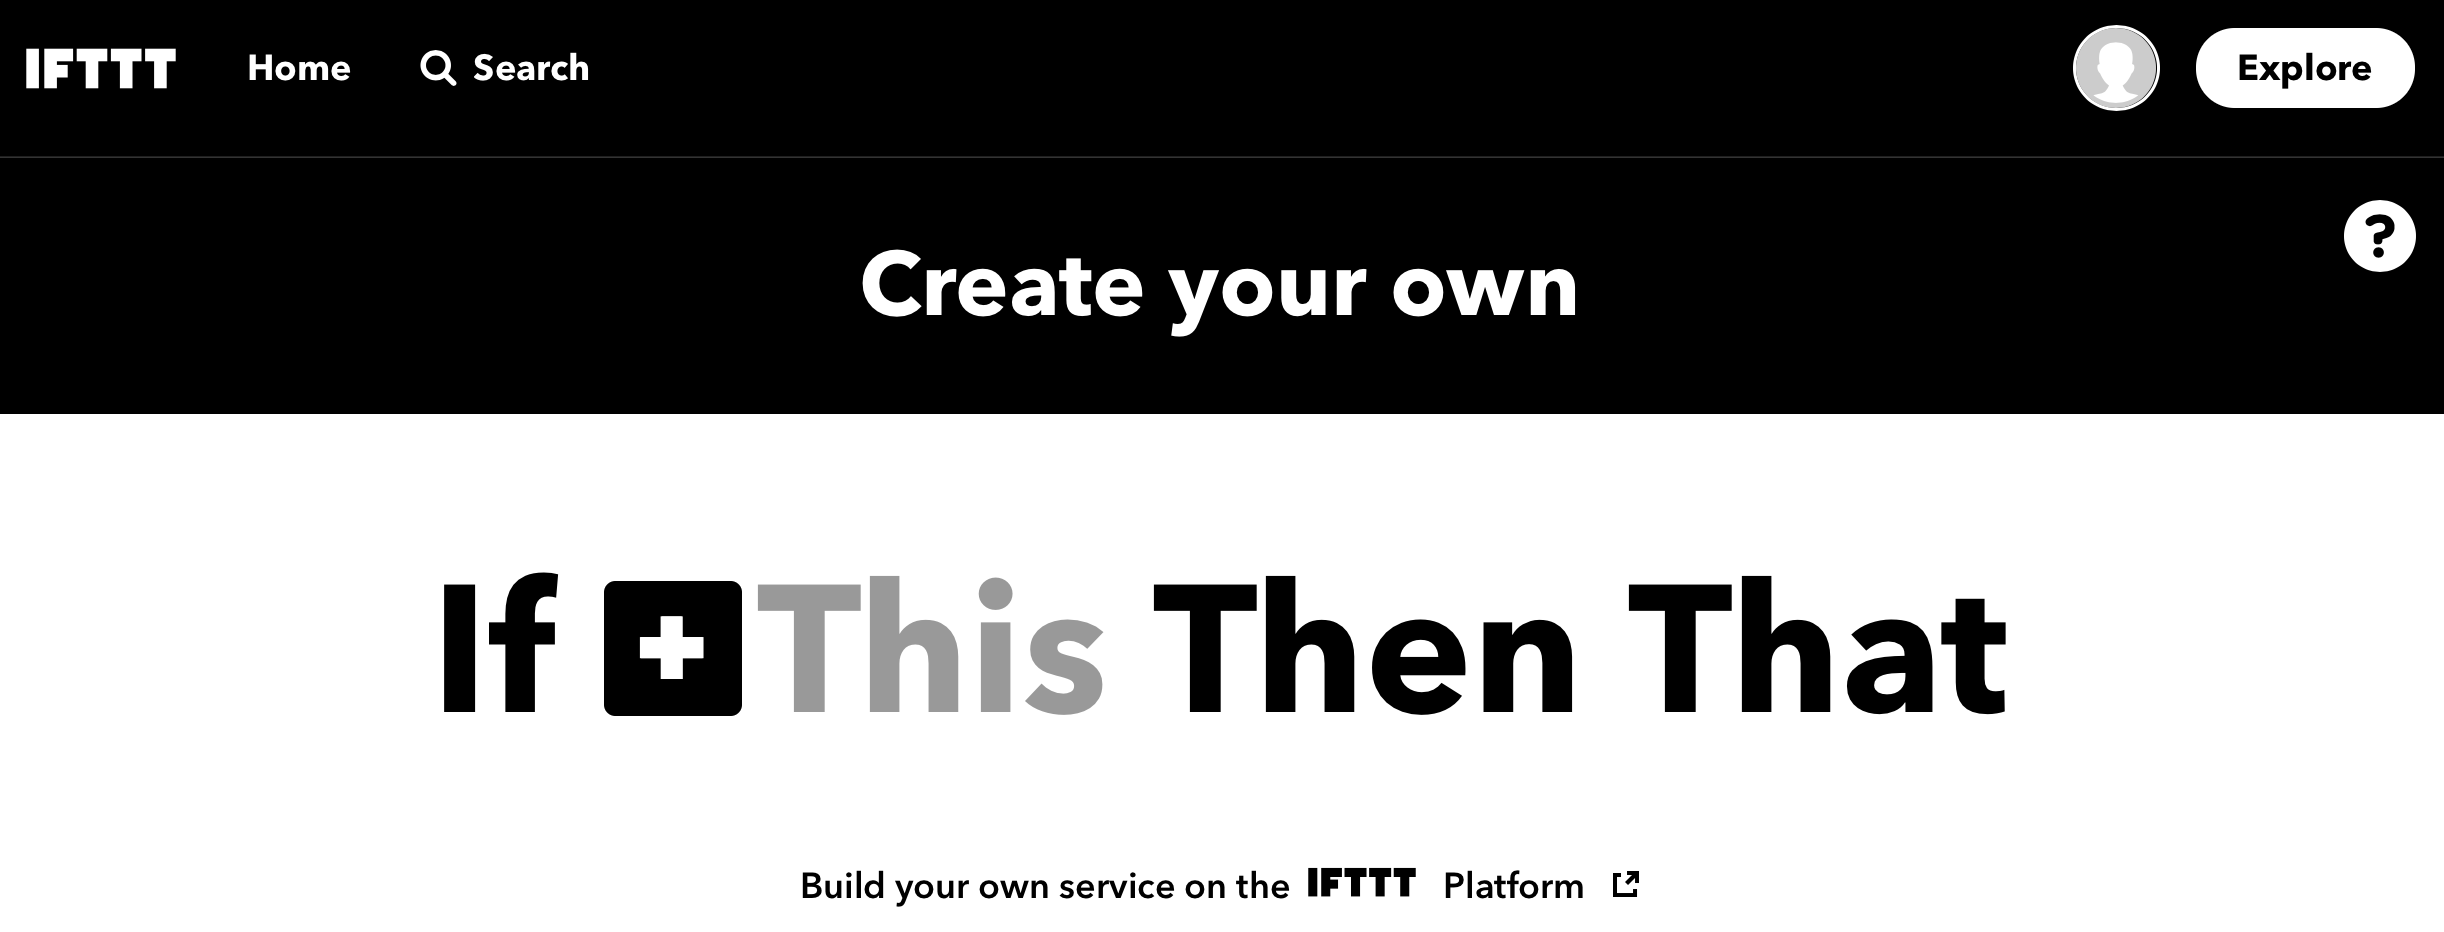 IFTTT Home Search Explore
?
Create your own
If + This Then That
Build your own service on the IFTTT Platform